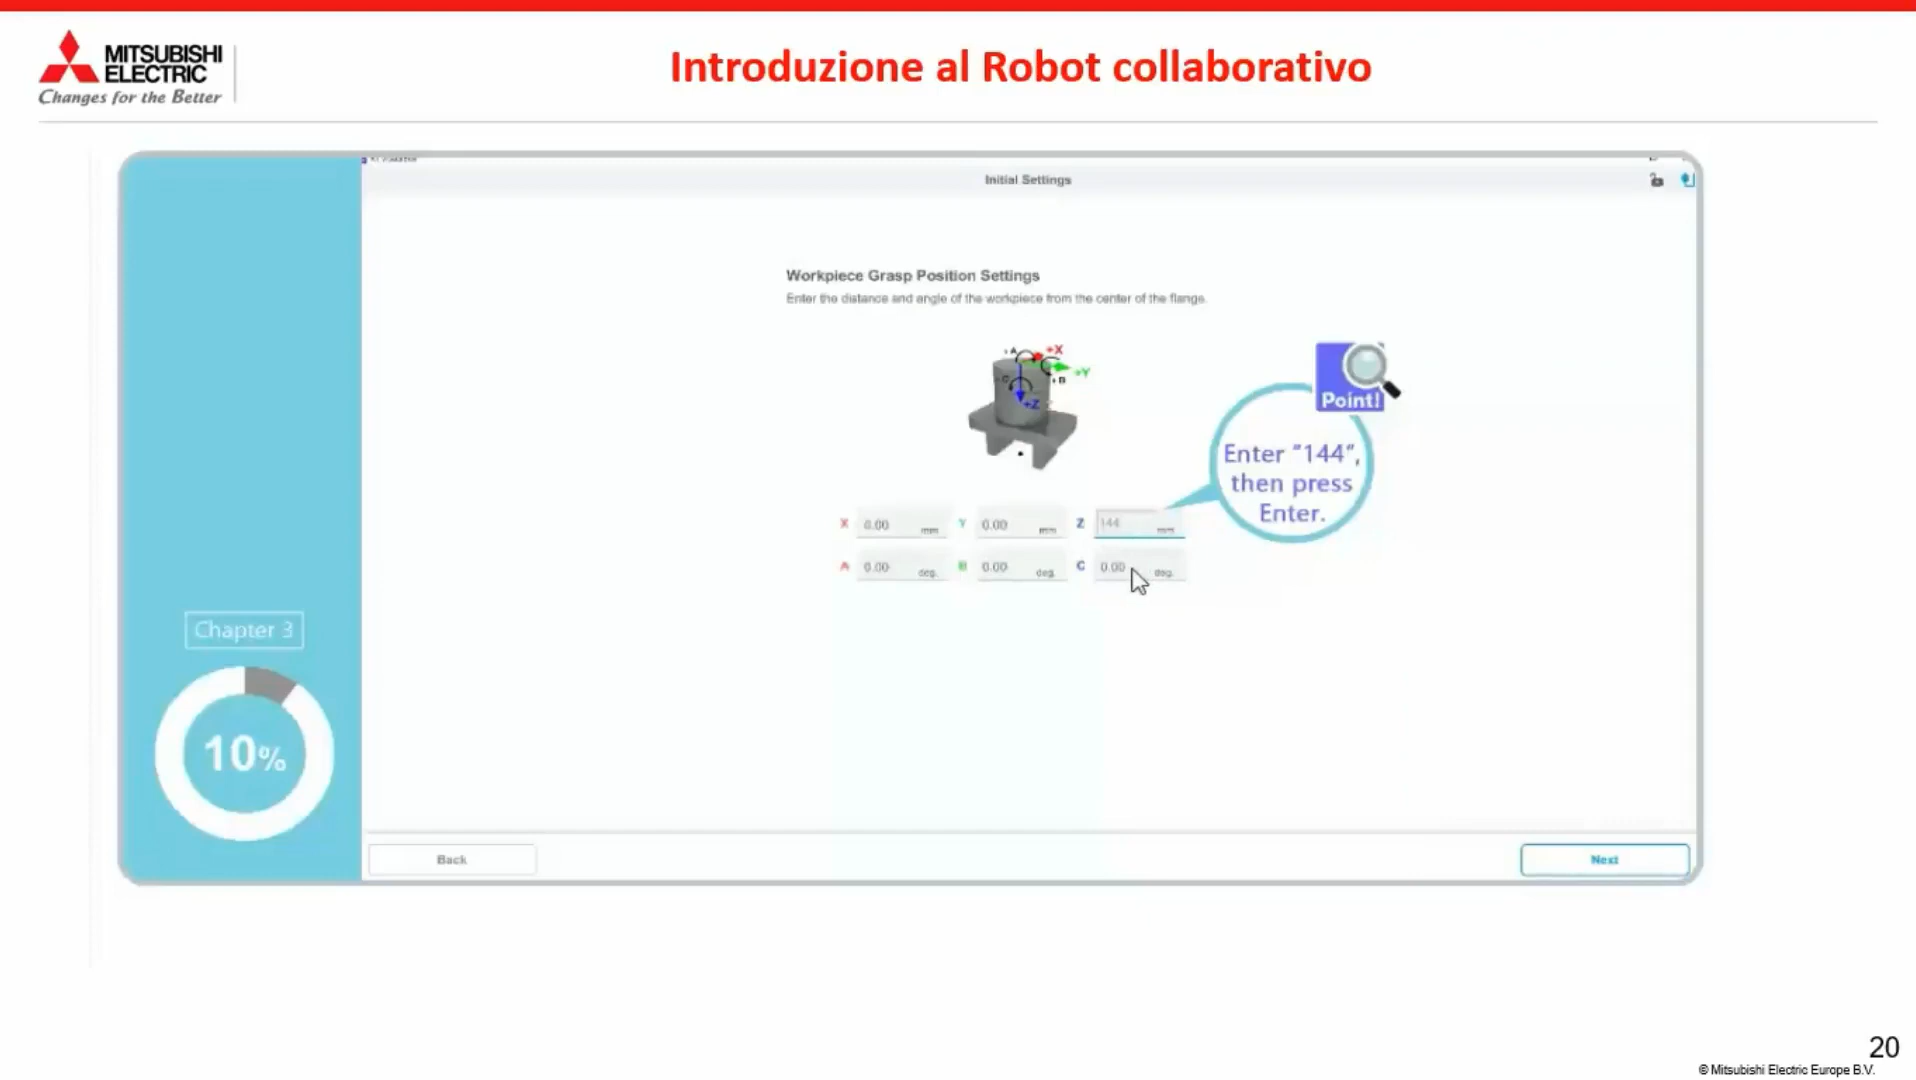 MITSUBISHI
ELECTRIC
Changes for the Better
Introduzione al Robot collaborativo
Initial Settings
Workpiece Grasp Position Settings
Enter the distance and angle of the workpiece from the center of the flange.
+A
+X
+Y
+B
C
+Z
Point!
Enter "144",
then press
Enter.
X 0.00 mm Y 0.00 mm Z 144 mm
A 0.00 deg. B 0.00 deg. C 0.00 deg.
Chapter 3
10%
Back
Next
20
© Mitsubishi Electric Europe B.V.